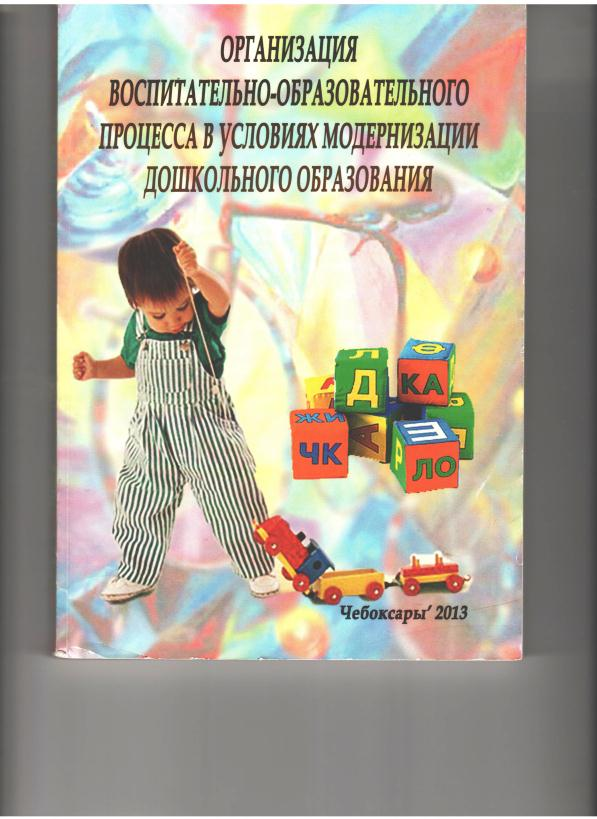 ОРГАНИЗАЦИЯ
ВОСПИТАТЕЛЬНО-ОБРАЗОВАТЕЛЬНОГО
ПРОЦЕССА В УСЛОВИЯХ МОДЕРНИЗАЦИИ
ДОШКОЛЬНОГО ОБРАЗОВАНИЯ
Л
Ф
Д
КА
ЖИ
ЧК
А
Ш
Р
ЛО
Чебоксары' 2013